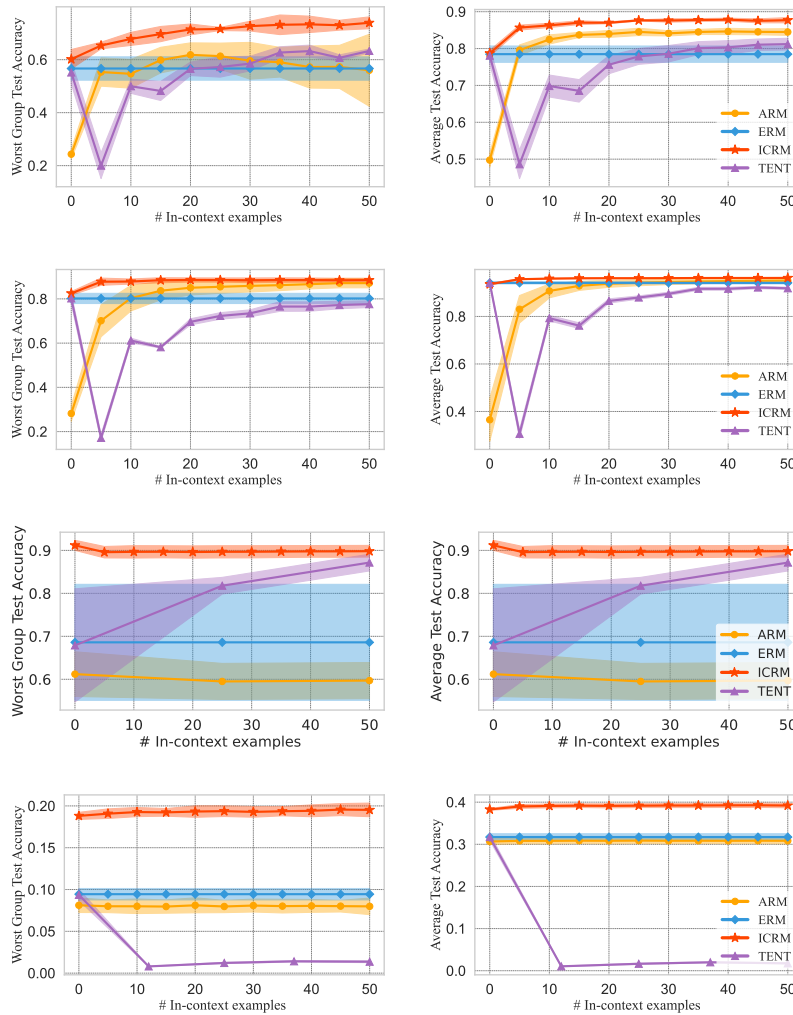 Worst Group Test Accuracy
0.6
0.4
0.2
0 10 20 30 40 50
# In-context examples
Average Test Accuracy
0.9
0.8
0.7
0.6
0.5
0 10 20 30 40 50
# In-context examples
ARM
ERM
ICRM
TENT
Worst Group Test Accuracy
0.8
0.6
0.4
0.2
0 10 20 30 40 50
# In-context examples
Average Test Accuracy
0.8
0.6
0.4
0 10 20 30 40 50
# In-context examples
ARM
ERM
ICRM
TENT
Worst Group Test Accuracy
0.9
0.8
0.7
0.6
0 10 20 30 40 50
# In-context examples
Average Test Accuracy
0.9
0.8
0.7
0.6
0 10 20 30 40 50
# In-context examples
ARM
ERM
ICRM
TENT
Worst Group Test Accuracy
0.20
0.15
0.10
0.05
0.00
0 10 20 30 40 50
# In-context examples
Average Test Accuracy
0.4
0.3
0.2
0.1
0.0
0 10 20 30 40 50
# In-context examples
ARM
ERM
ICRM
TENT